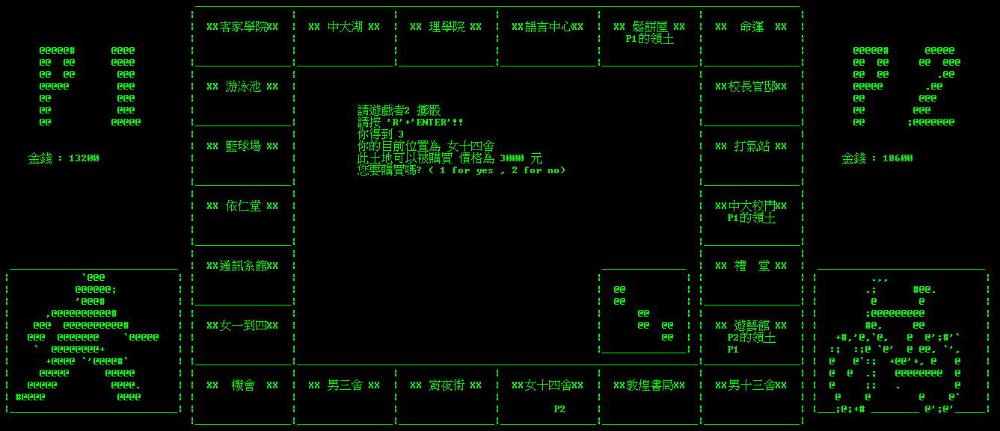 xx客家學院xx xx 中大湖 xx xx 理學院 xx xx語言中心xx xx 鬆餅屋 xx xx 命運 xx
P1的領土
xx 游泳池 xx
xx校長官邸xx
請遊戲者2 擲骰
請按 'R'+'ENTER'!!
你得到 3
你的目前位置為 女十四舍
此土地可以被購買 價格為 3000 元
您要購買嗎? ( 1 for yes , 2 for no)
xx 籃球場 xx
xx 打氣站 xx
金錢 : 13200
金錢 : 18600
xx 依仁堂 xx
xx中大校門xx
P1的領土
xx通訊系館xx
xx 禮 堂 xx
xx女一到四xx
xx 遊藝館 xx
P2的領土
P1
xx 機會 xx xx 男三舍 xx xx 宵夜街 xx xx女十四舍xx xx敦煌書局xx xx男十三舍xx
P2